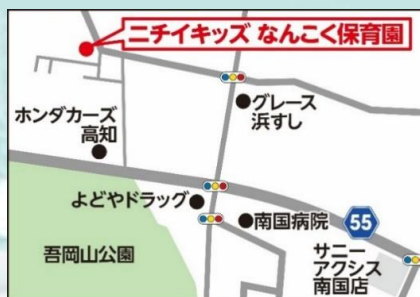 ニチイキッズ なんこく保育園
グレース
浜すし
ホンダカーズ
高知
よどやドラッグ
南国病院
55
吾岡山公園
サニー
アクシス
南国店